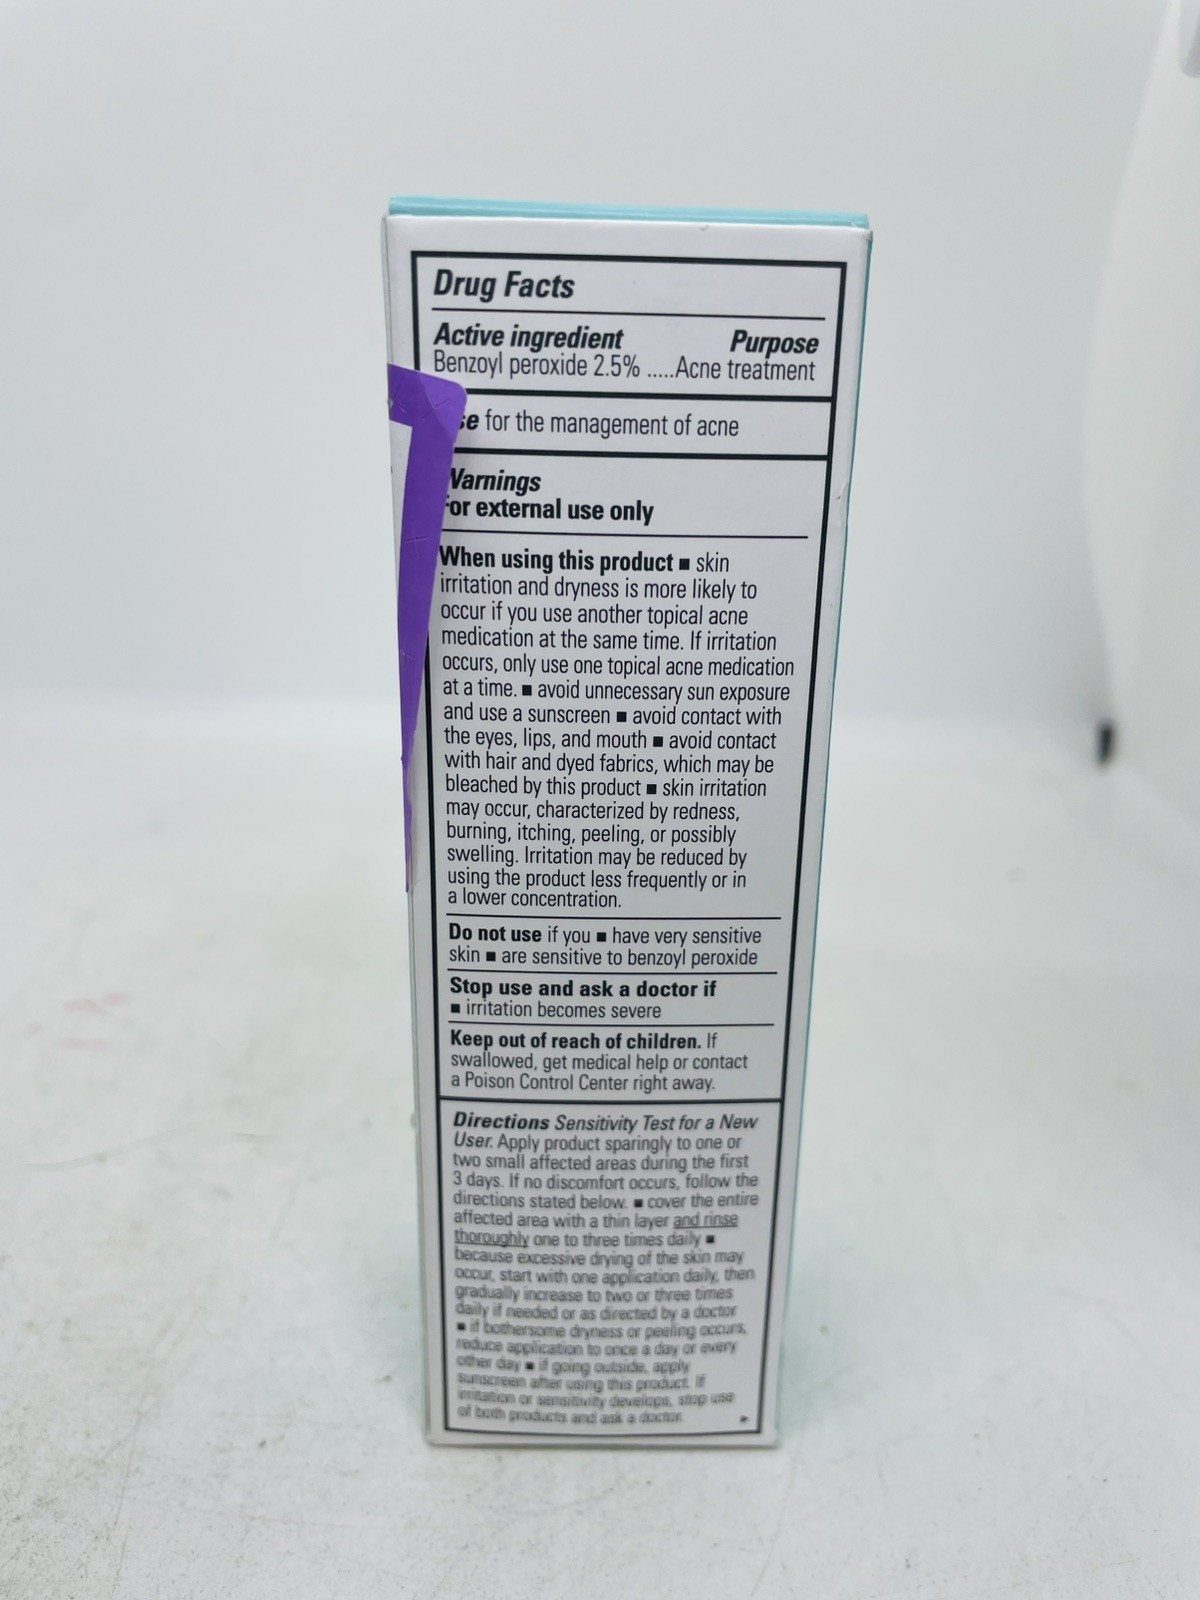 Drug Facts
Active ingredient Purpose
Benzoyl peroxide 2.5% .....Acne treatment
se for the management of acne
Warnings
For external use only
When using this product ■ skin
irritation and dryness is more likely to
occur if you use another topical acne
medication at the same time. If irritation
occurs, only use one topical acne medication
at a time. ■ avoid unnecessary sun exposure
and use a sunscreen ■ avoid contact with
the eyes, lips, and mouth ■ avoid contact
with hair and dyed fabrics, which may be
bleached by this product ■ skin irritation
may occur, characterized by redness,
burning, itching, peeling, or possibly
swelling. Irritation may be reduced by
using the product less frequently or in
a lower concentration.
Do not use if you ■ have very sensitive
skin ■ are sensitive to benzoyl peroxide
Stop use and ask a doctor if
■ irritation becomes severe
Keep out of reach of children. If
swallowed, get medical help or contact
a Poison Control Center right away.
Directions Sensitivity Test for a New
User. Apply product sparingly to one or
two small affected areas during the first
3 days. If no discomfort occurs, follow the
directions stated below. ■ cover the entire
affected area with a thin layer and rinse
thoroughly one to three times daily ■
because excessive drying of the skin may
occur, start with one application daily, then
gradually increase to two or three times
daily if needed or as directed by a doctor
■ if bothersome dryness or peeling occurs,
reduce application to once a day or every
other day ■ if going outside, apply
sunscreen after using this product. If
irritation or sensitivity develops, stop use
of both products and ask a doctor.